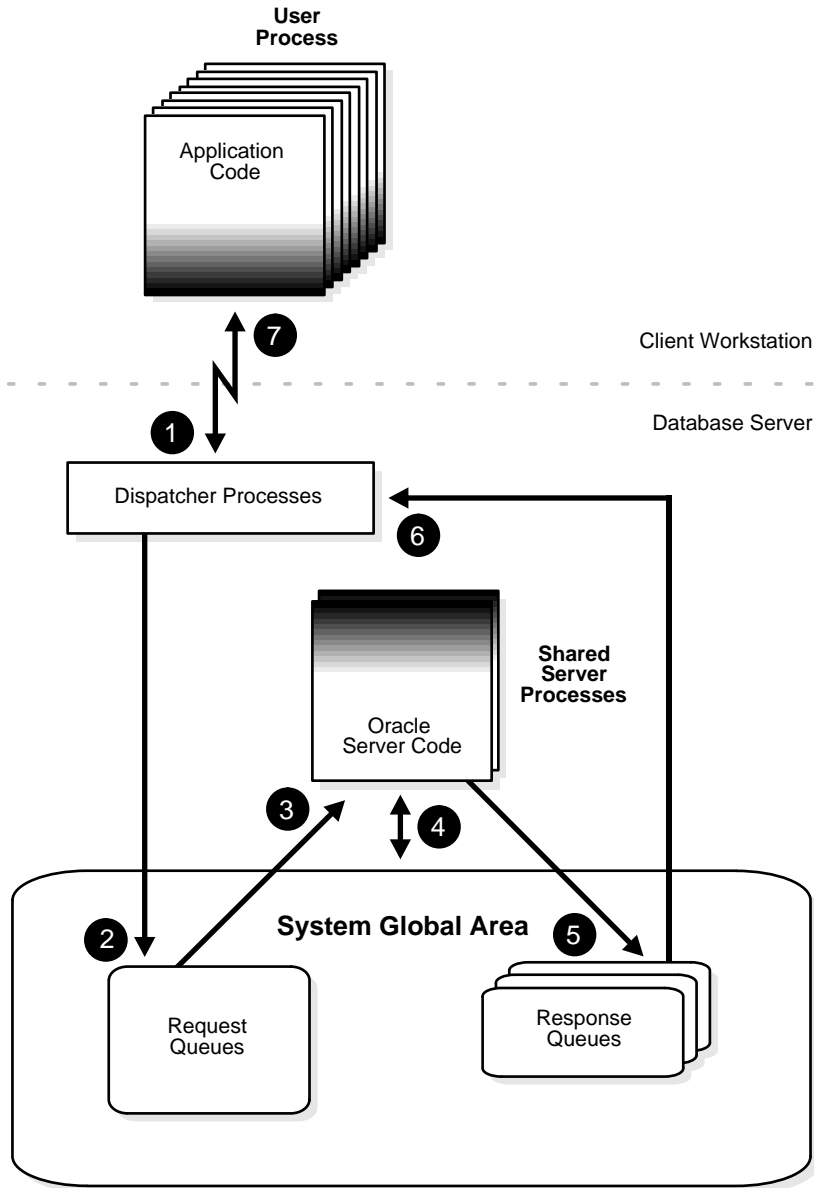 User
Process
Application
Code
7
Client Workstation
1
Database Server
Dispatcher Processes
6
Shared
Server
Processes
Oracle
Server Code
3
4
2
System Global Area
5
Request
Queues
Response
Queues